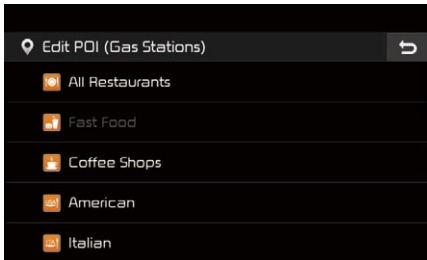 Edit POI (Gas Stations)
All Restaurants
Fast Food
Coffee Shops
American
Italian